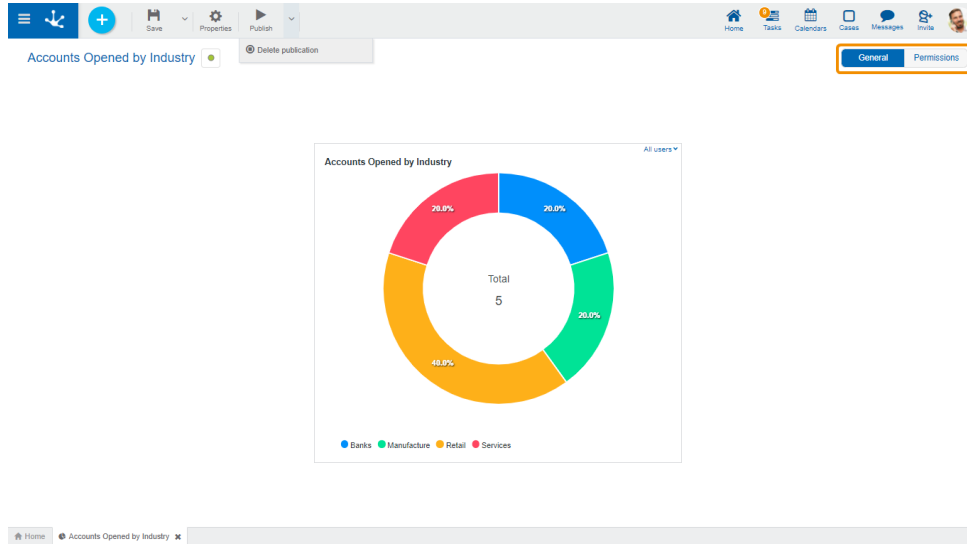 Save
Properties
Publish
Home
9
Tasks
Calendars
Cases
Messages
Invite
Delete publication
Accounts Opened by Industry
General
Permissions
All users
Accounts Opened by Industry
20.0%
20.0%
Total
5
20.0%
40.0%
Banks
Manufacture
Retail
Services
Home
Accounts Opened by Industry